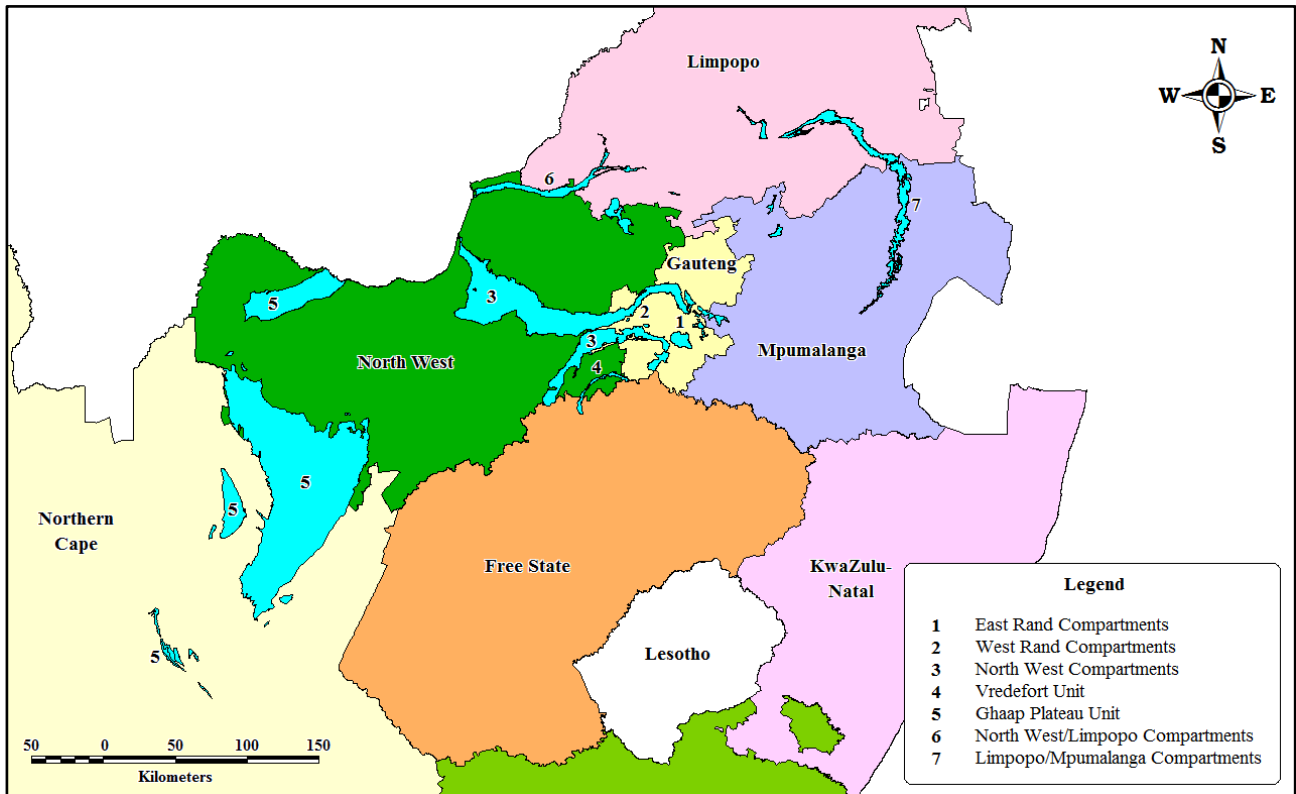 Limpopo
N
W E
S
6
7
Gauteng
5
3
2
1
3
Mpumalanga
North West
4
5
5
Northern
Cape
Free State
KwaZulu-
Natal
Lesotho
5
Legend
1 East Rand Compartments
2 West Rand Compartments
3 North West Compartments
4 Vredefort Unit
5 Ghaap Plateau Unit
6 North West/Limpopo Compartments
7 Limpopo/Mpumalanga Compartments
50 0 50 100 150
Kilometers